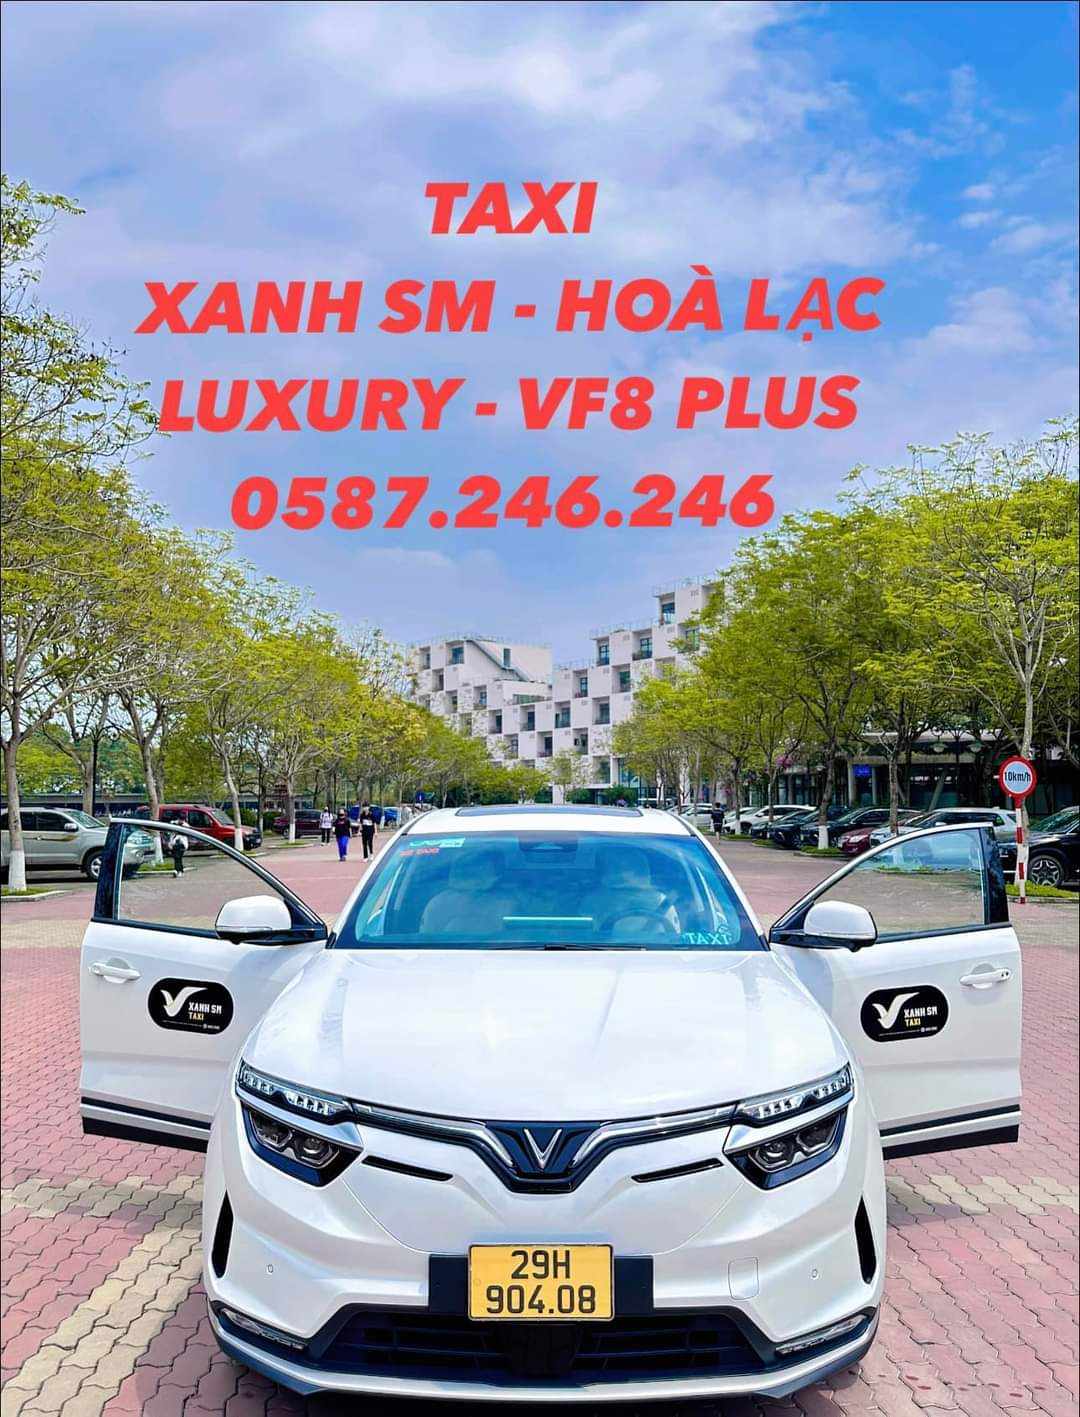 TAXI
XANH SM - HOÀ LẠC
LUXURY - VF8 PLUS
0587.246.246
10km/h
TAXI
XANH SM
TAXI
XANH SM
TAXI
29H
904.08